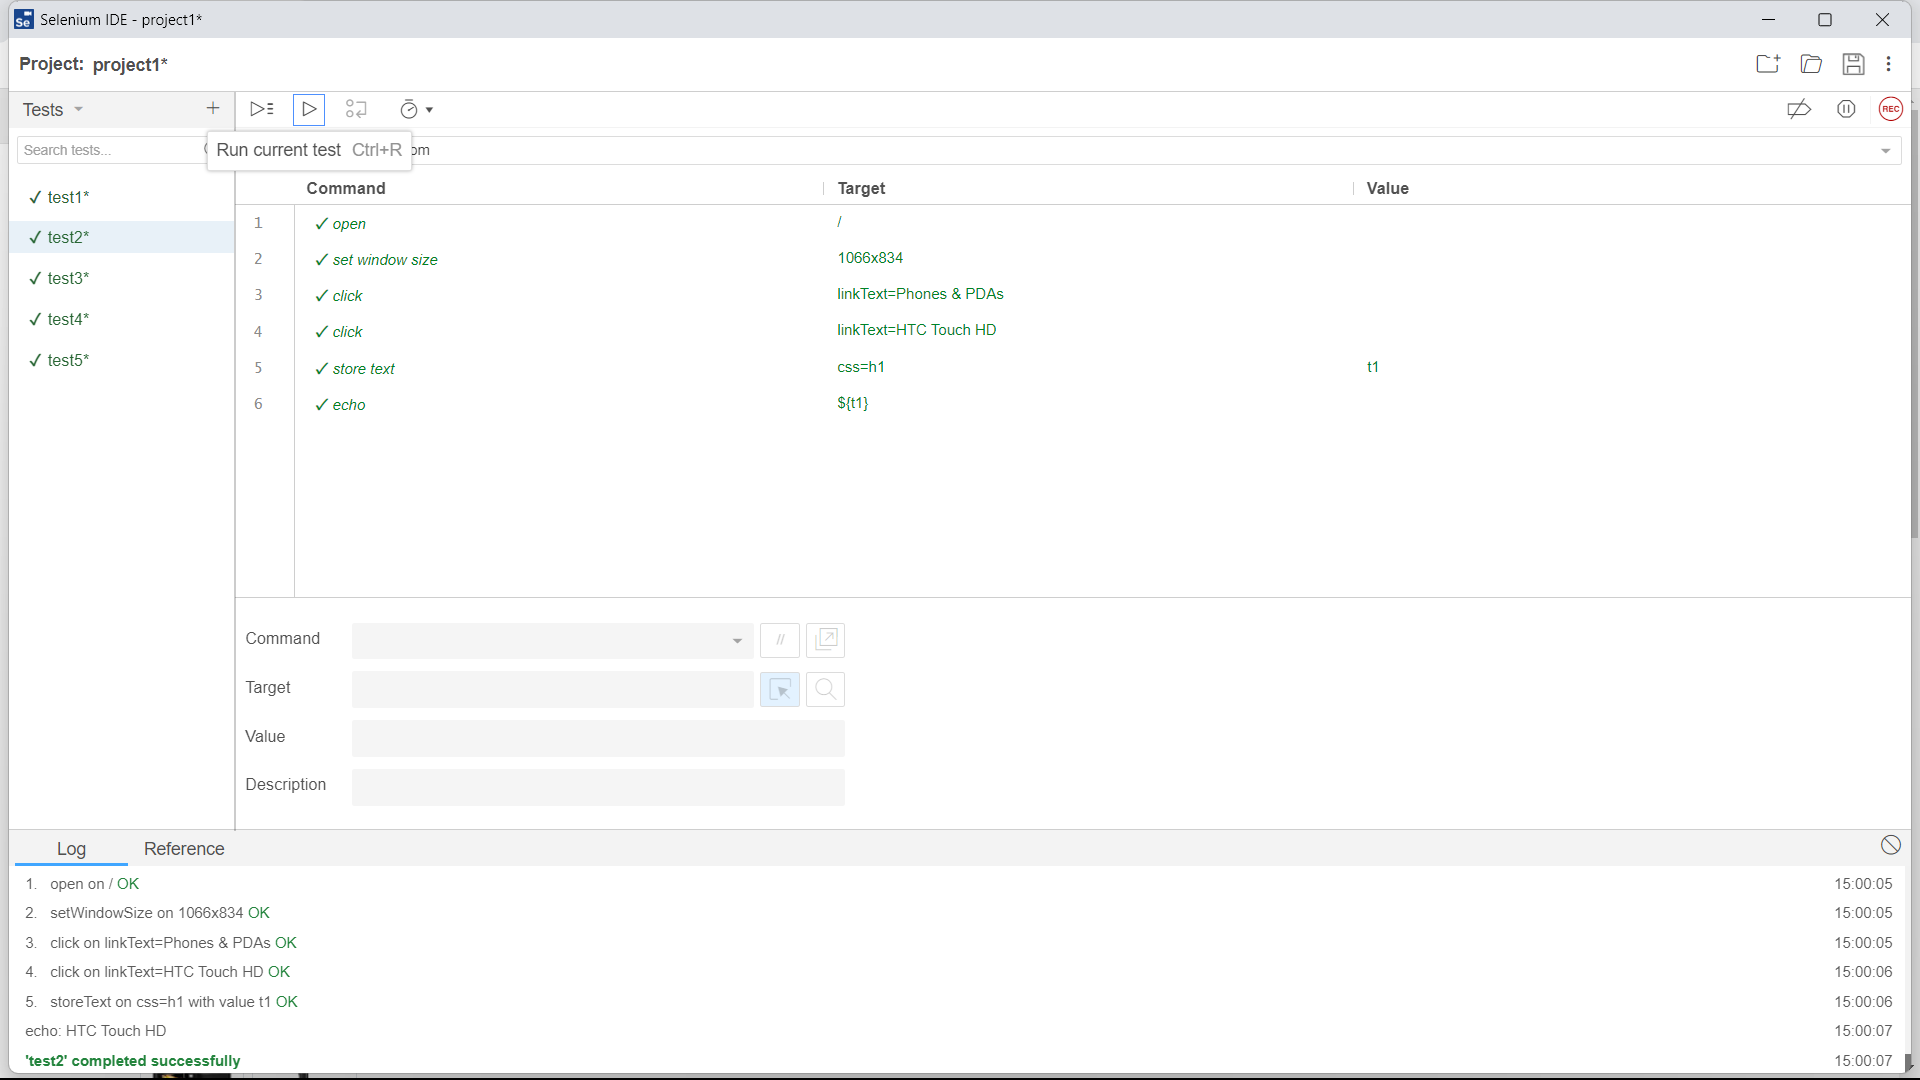 Se Selenium IDE - project1*
Project: project1*
Tests
Search tests...
Run current test Ctrl+R
om
Command Target Value
✓ test1*
✓ test2*
✓ test3*
✓ test4*
✓ test5*
1 ✓ open /
2 ✓ set window size 1066x834
3 ✓ click linkText=Phones & PDAs
4 ✓ click linkText=HTC Touch HD
5 ✓ store text css=h1 t1
6 ✓ echo ${t1}
REC
Command //
Target
Value
Description
Log Reference
1. open on / OK 15:00:05
2. setWindowSize on 1066x834 OK 15:00:05
3. click on linkText=Phones & PDAs OK 15:00:05
4. click on linkText=HTC Touch HD OK 15:00:06
5. storeText on css=h1 with value t1 OK 15:00:06
echo: HTC Touch HD 15:00:07
'test2' completed successfully 15:00:07